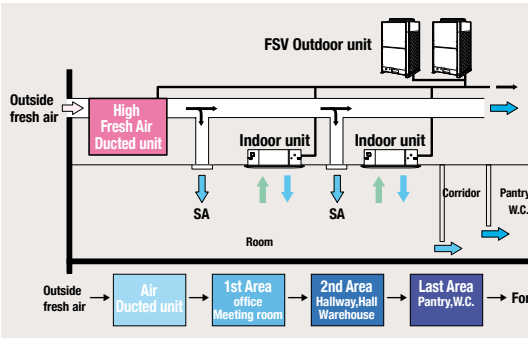 FSV Outdoor unit
Outside
fresh air
High
Fresh Air
Ducted unit
Indoor unit
Indoor unit
SA
SA
Corridor
Pantry
W.C.
Room
Outside
fresh air
Air
Ducted unit
1st Area
office
Meeting room
2nd Area
Hallway,Hall
Warehouse
Last Area
Pantry,W.C.
For